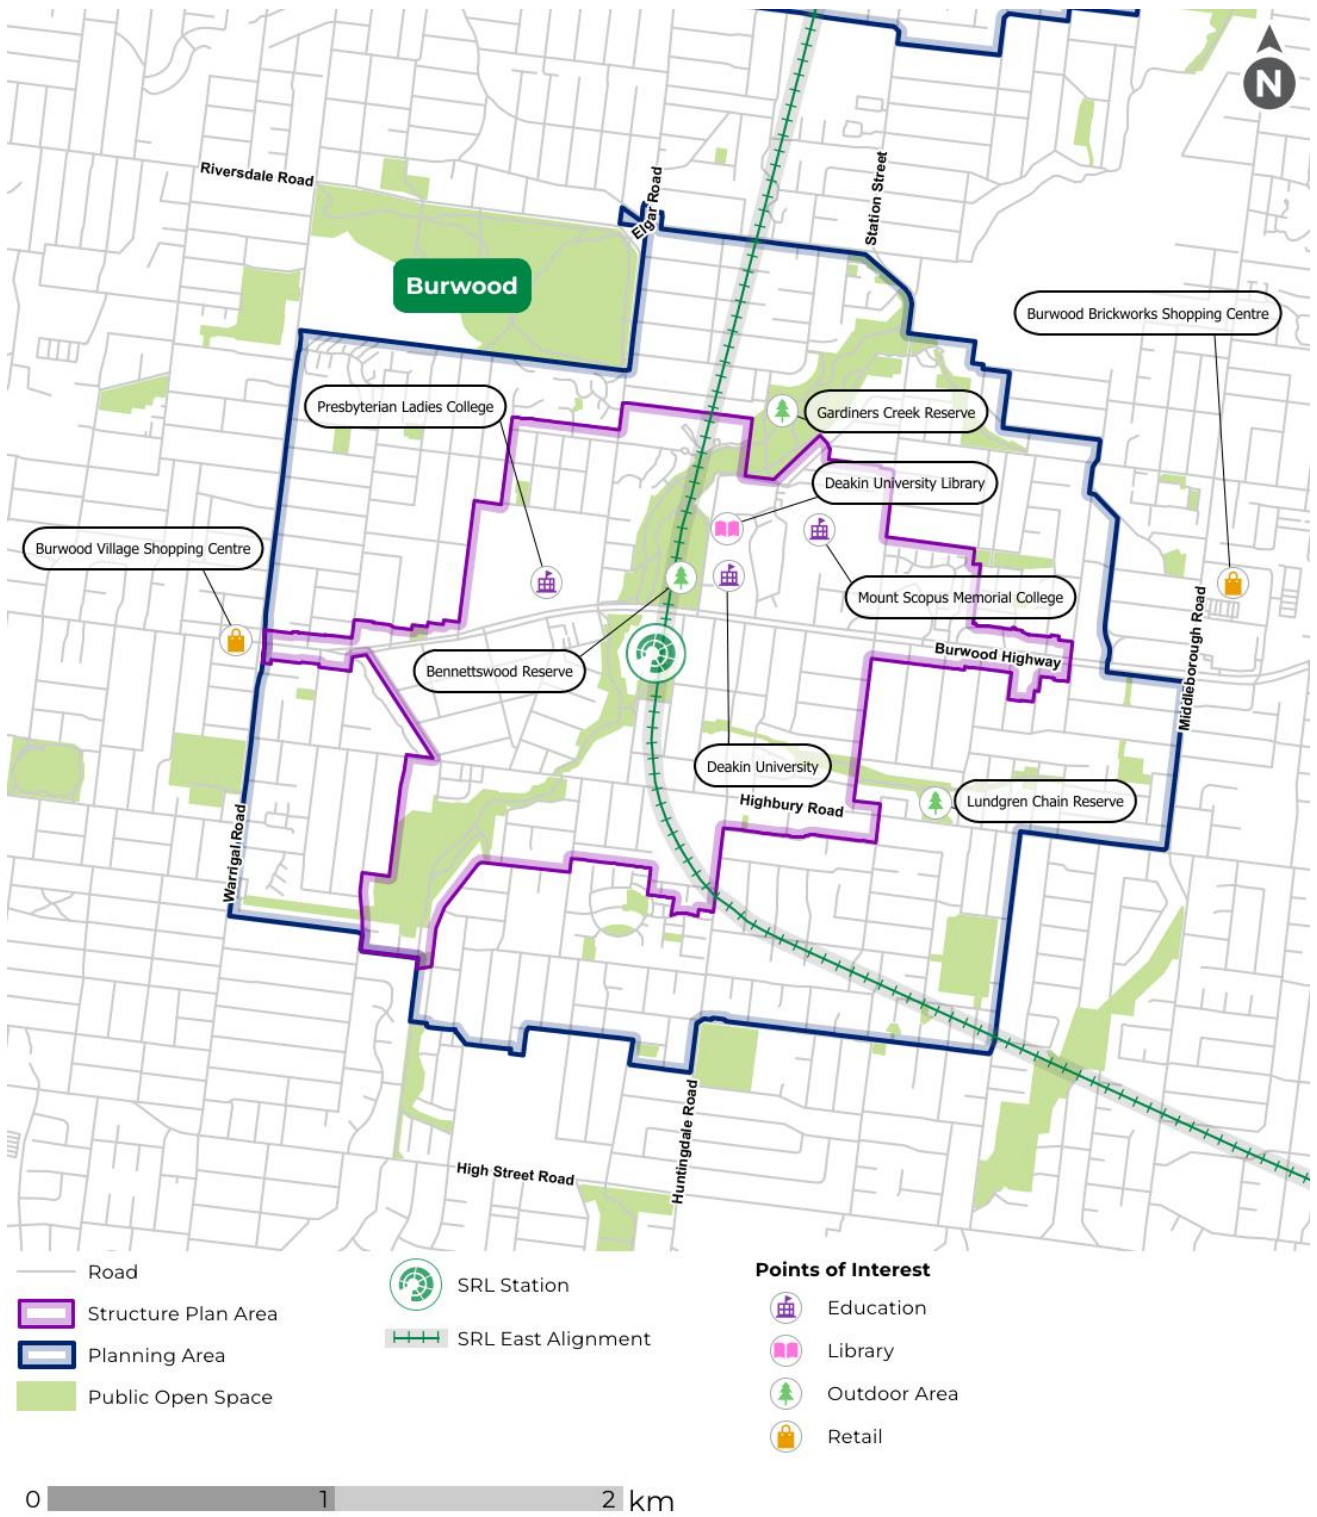 N
Riversdale Road
Elgar Road
Station Street
Burwood
Burwood Brickworks Shopping Centre
Presbyterian Ladies College
Gardiners Creek Reserve
Deakin University Library
Burwood Village Shopping Centre
Mount Scopus Memorial College
Middleborough Road
Burwood Highway
Bennettswood Reserve
Deakin University
Highbury Road
Lundgren Chain Reserve
Warrigal Road
Huntingdale Road
High Street Road
Road
Structure Plan Area
Planning Area
Public Open Space
SRL Station
SRL East Alignment
Points of Interest
Education
Library
Outdoor Area
Retail
0 1 2 km